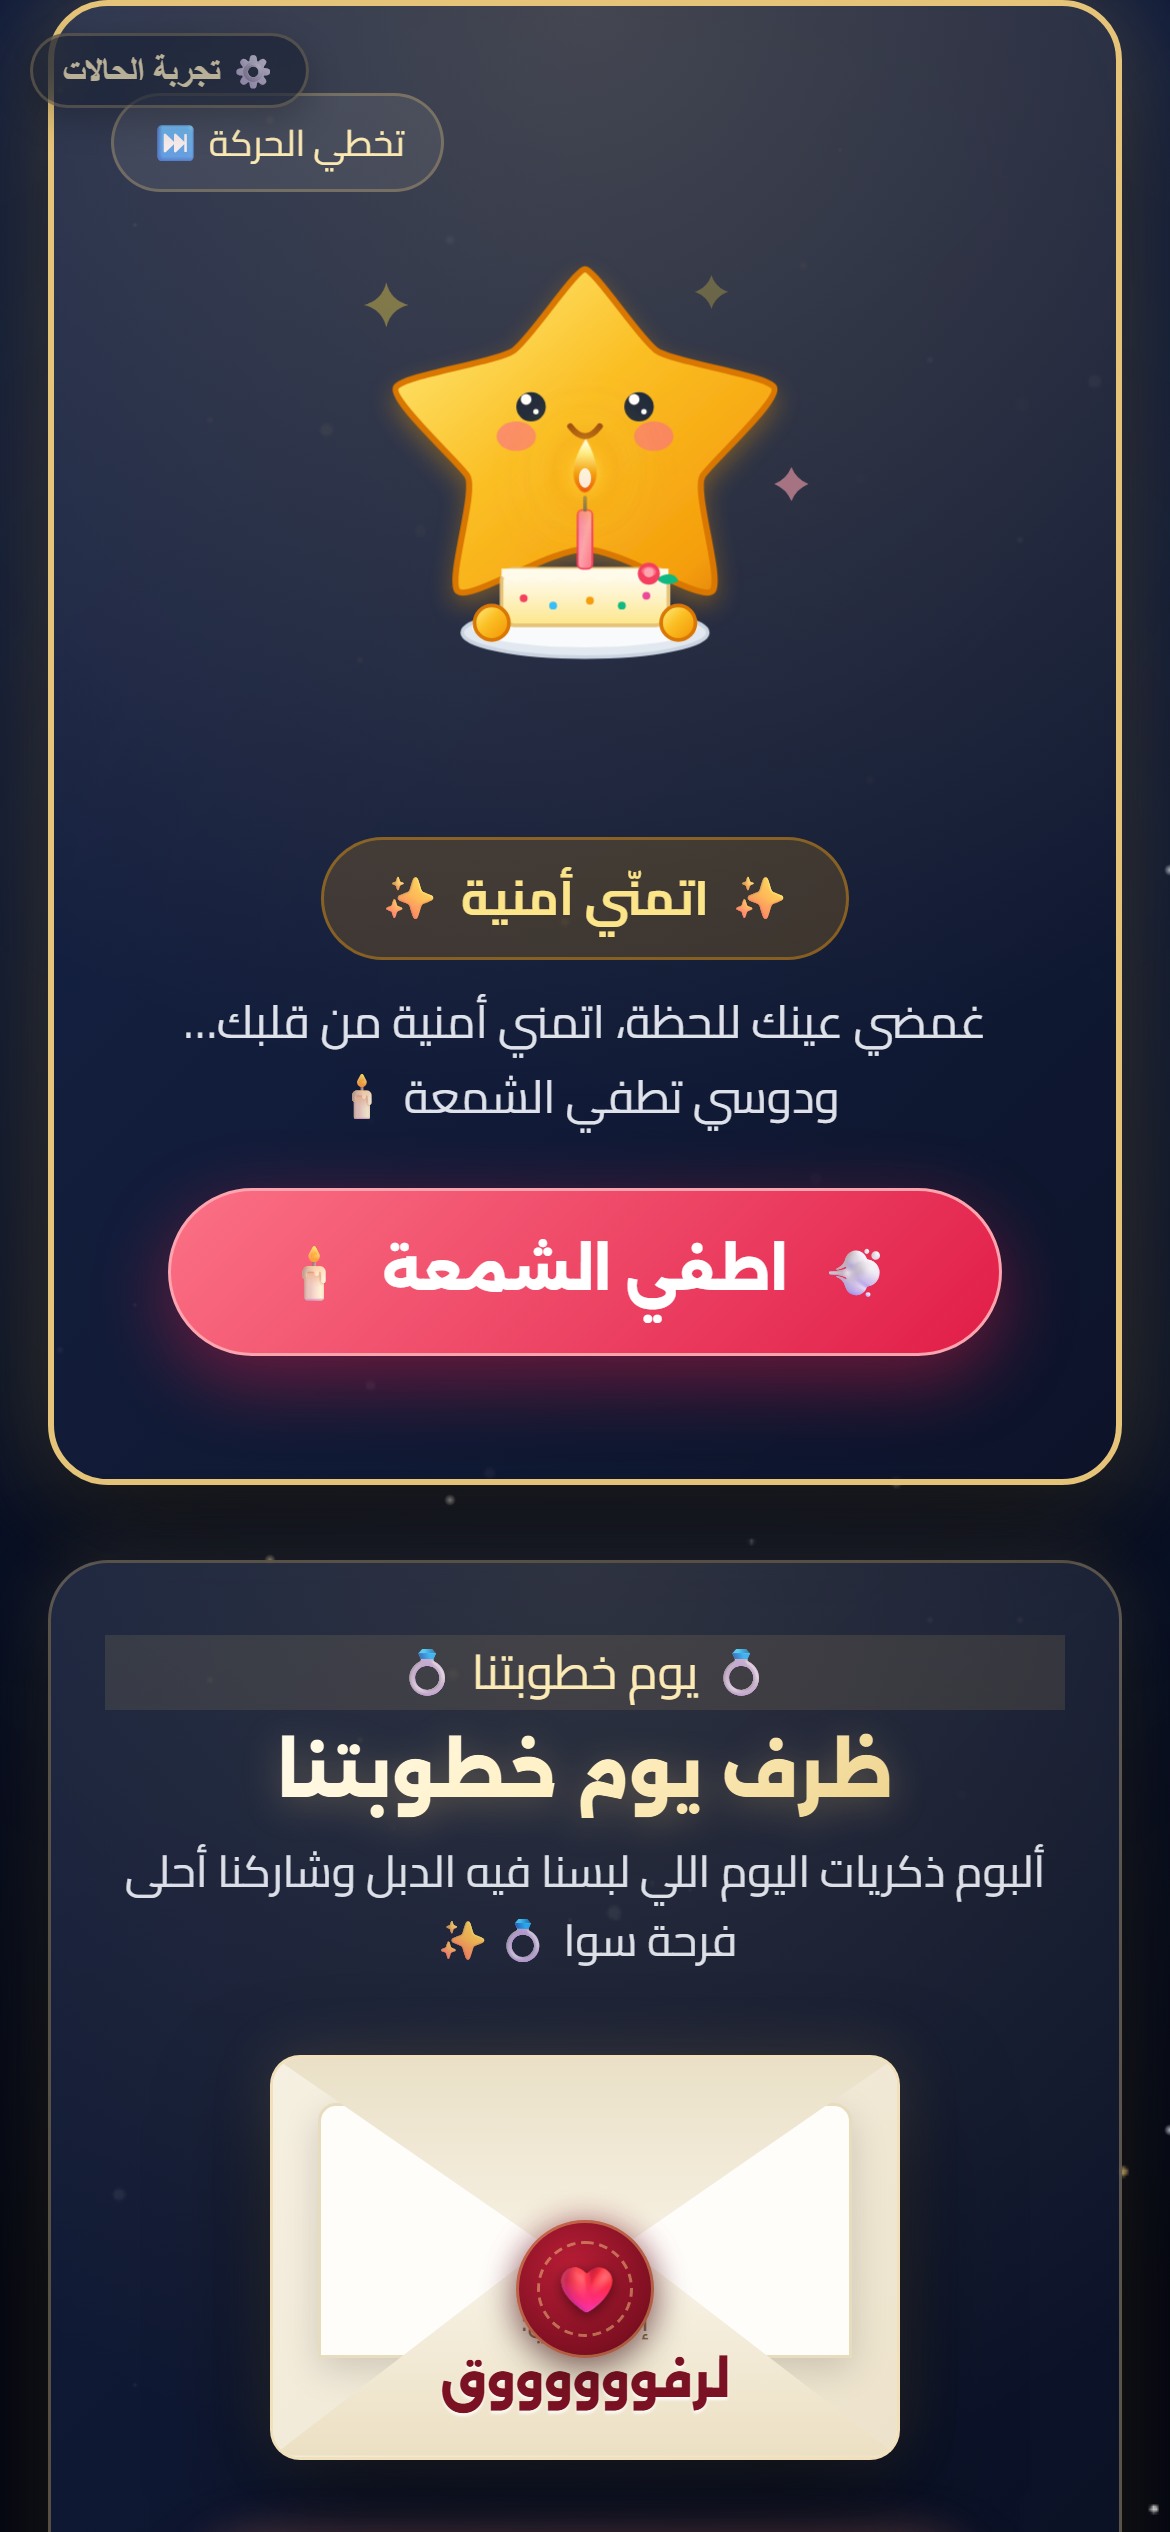 ⚙️ تجربة الحالات
تخطي الحركة ⏭️
✨ اتمنّي أمنية ✨
غمضي عينك للحظة، اتمني أمنية من قلبك...
ودوسي تطفي الشمعة 🕯️
💨 اطفي الشمعة 🕯️
💍 يوم خطوبتنا 💍
ظرف يوم خطوبتنا
ألبوم ذكريات اليوم اللي لبسنا فيه الدبل وشاركنا أحلى
فرحة سوا 💍 ✨
لرفوووووووق